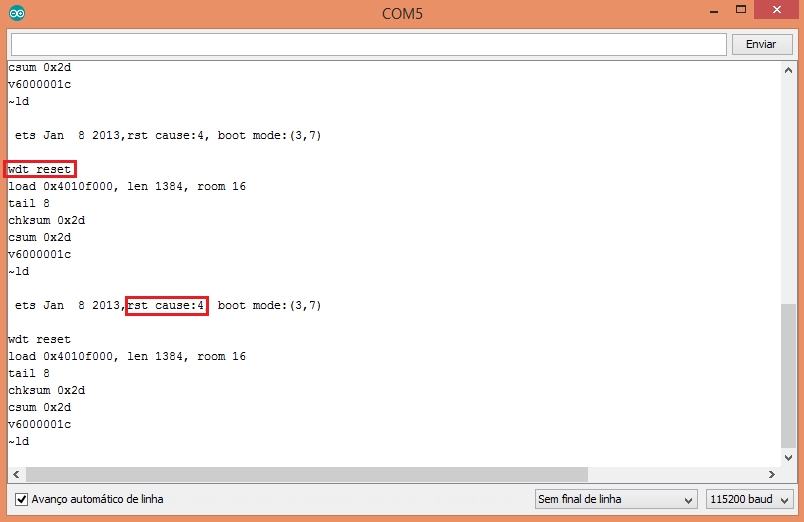 COM5
Enviar
csum 0x2d
v6000001c
~ld
ets Jan  8 2013,rst cause:4, boot mode:(3,7)
wdt reset
load 0x4010f000, len 1384, room 16
tail 8
chksum 0x2d
csum 0x2d
v6000001c
~ld
ets Jan  8 2013,rst cause:4  boot mode:(3,7)
wdt reset
load 0x4010f000, len 1384, room 16
tail 8
chksum 0x2d
csum 0x2d
v6000001c
~ld
Avanço automático de linha
Sem final de linha
115200 baud